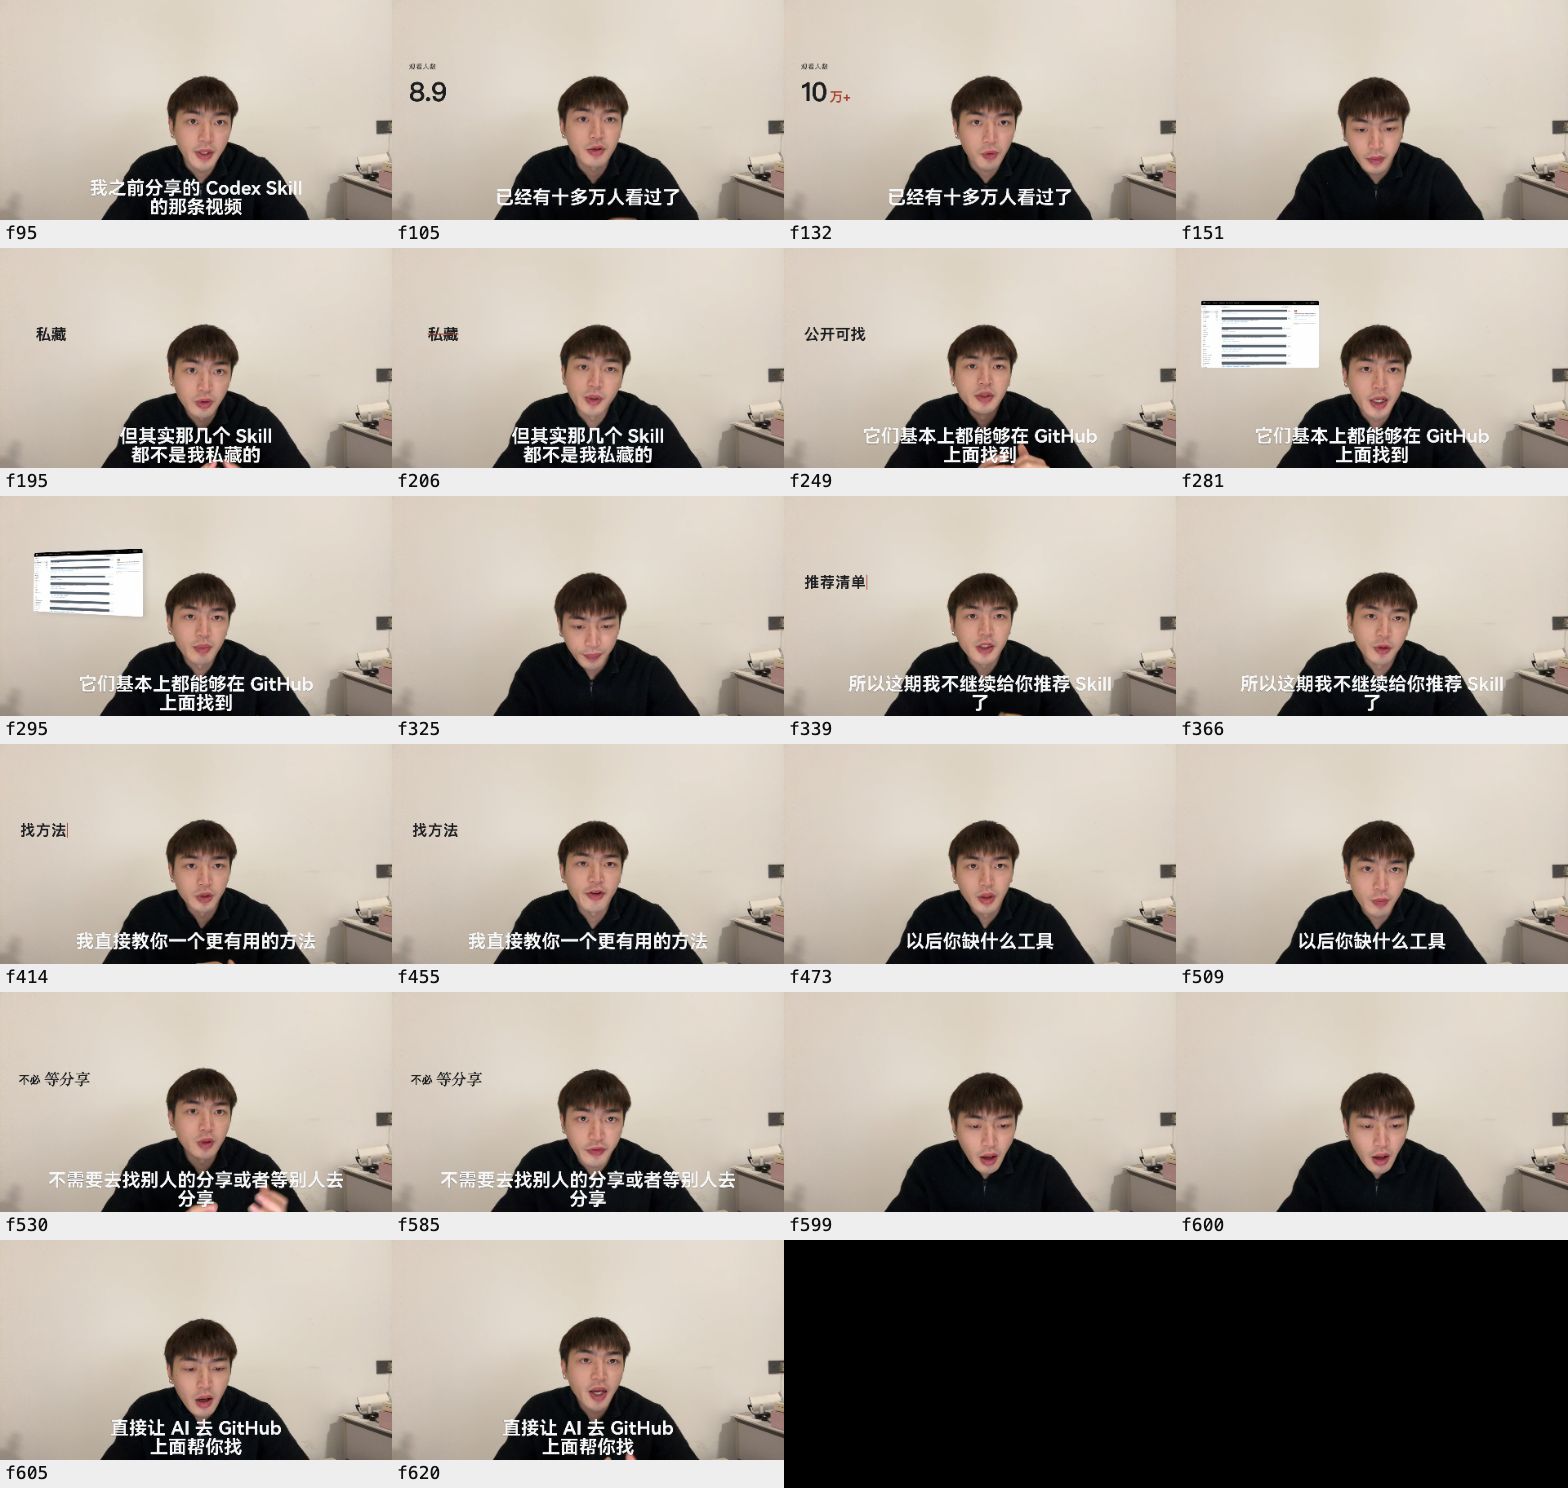 我之前分享的 Codex Skill
的那条视频
f95
观看人数
8.9
已经有十多万人看过了
f105
观看人数
10万+
已经有十多万人看过了
f132
f151
私藏
但其实那几个 Skill
都不是我私藏的
f195
私藏
但其实那几个 Skill
都不是我私藏的
f206
公开可找
它们基本上都能够在 GitHub
上面找到
f249
它们基本上都能够在 GitHub
上面找到
f281
它们基本上都能够在 GitHub
上面找到
f295
f325
推荐清单
所以这期我不继续给你推荐 Skill
了
f339
所以这期我不继续给你推荐 Skill
了
f366
找方法
我直接教你一个更有用的方法
f414
找方法
我直接教你一个更有用的方法
f455
以后你缺什么工具
f473
以后你缺什么工具
f509
不必 等分享
不需要去找别人的分享或者等别人去
分享
f530
不必 等分享
不需要去找别人的分享或者等别人去
分享
f585
f599
f600
直接让 AI 去 GitHub
上面帮你找
f605
直接让 AI 去 GitHub
上面帮你找
f620